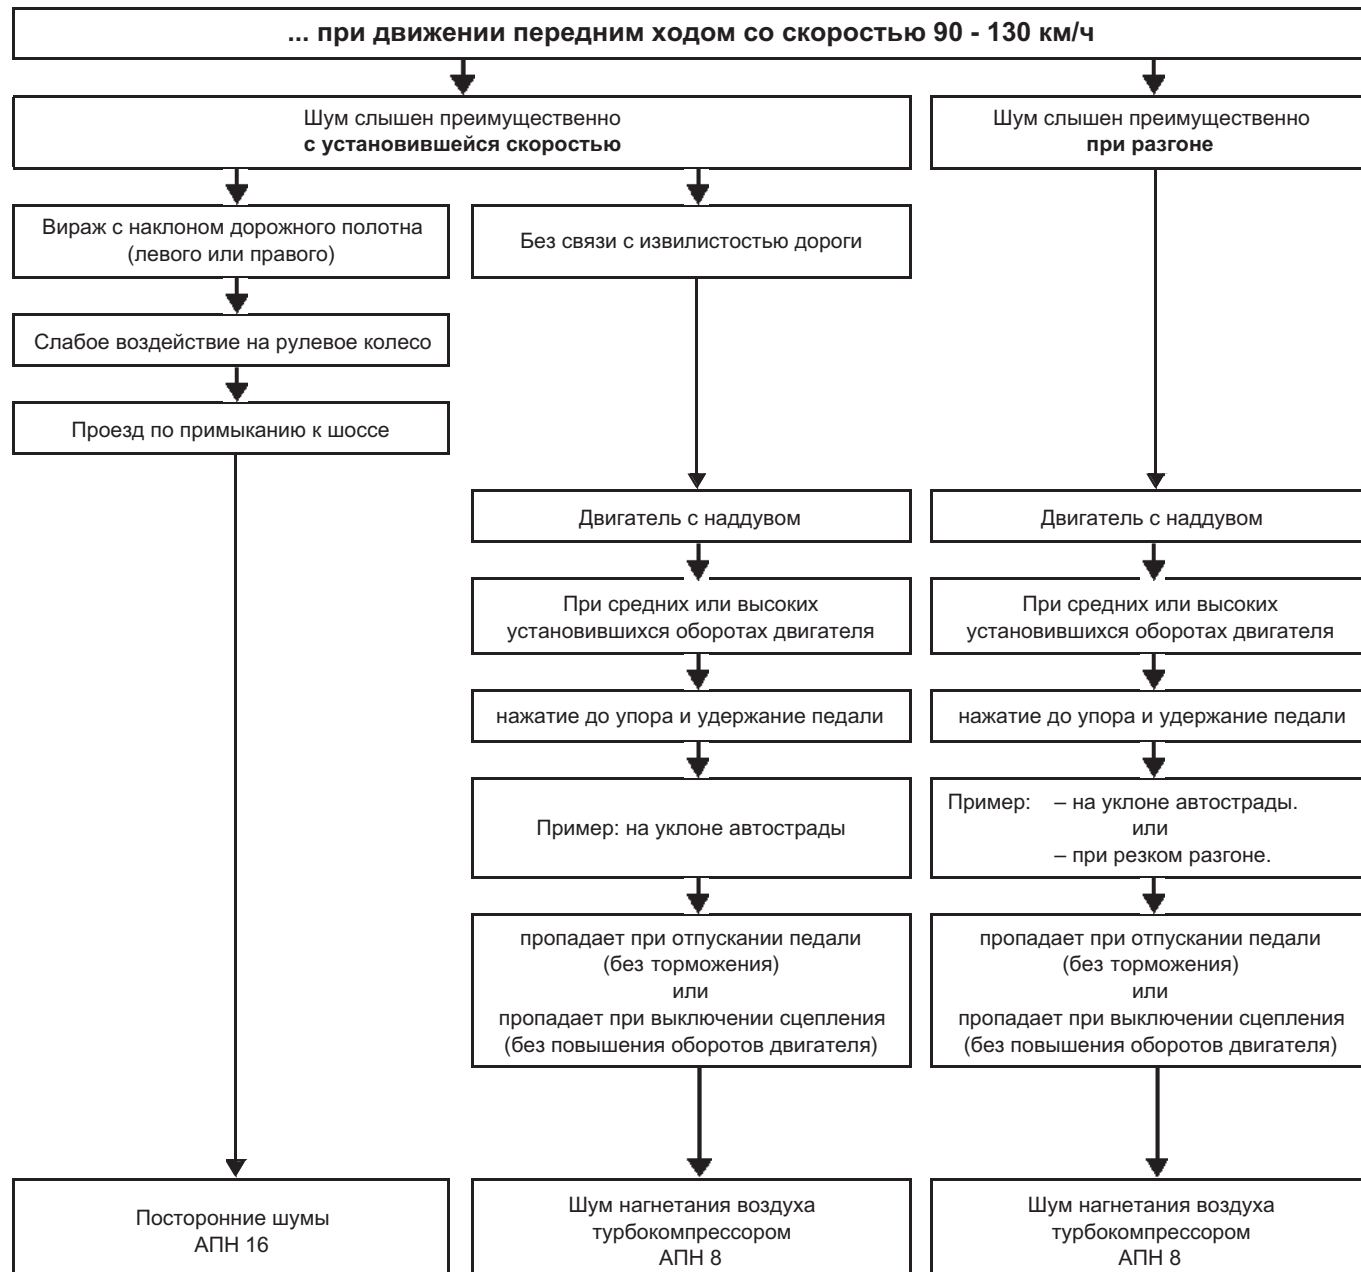 ... при движении передним ходом со скоростью 90 - 130 км/ч
Шум слышен преимущественно
с установившейся скоростью
Шум слышен преимущественно
при разгоне
Вираж с наклоном дорожного полотна
(левого или правого)
Без связи с извилистостью дороги
Слабое воздействие на рулевое колесо
Проезд по примыканию к шоссе
Двигатель с наддувом
Двигатель с наддувом
При средних или высоких
установившихся оборотах двигателя
При средних или высоких
установившихся оборотах двигателя
нажатие до упора и удержание педали
нажатие до упора и удержание педали
Пример: на уклоне автострады
Пример: – на уклоне автострады.
или
– при резком разгоне.
пропадает при отпускании педали
(без торможения)
или
пропадает при выключении сцепления
(без повышения оборотов двигателя)
пропадает при отпускании педали
(без торможения)
или
пропадает при выключении сцепления
(без повышения оборотов двигателя)
Посторонние шумы
АПН 16
Шум нагнетания воздуха
турбокомпрессором
АПН 8
Шум нагнетания воздуха
турбокомпрессором
АПН 8